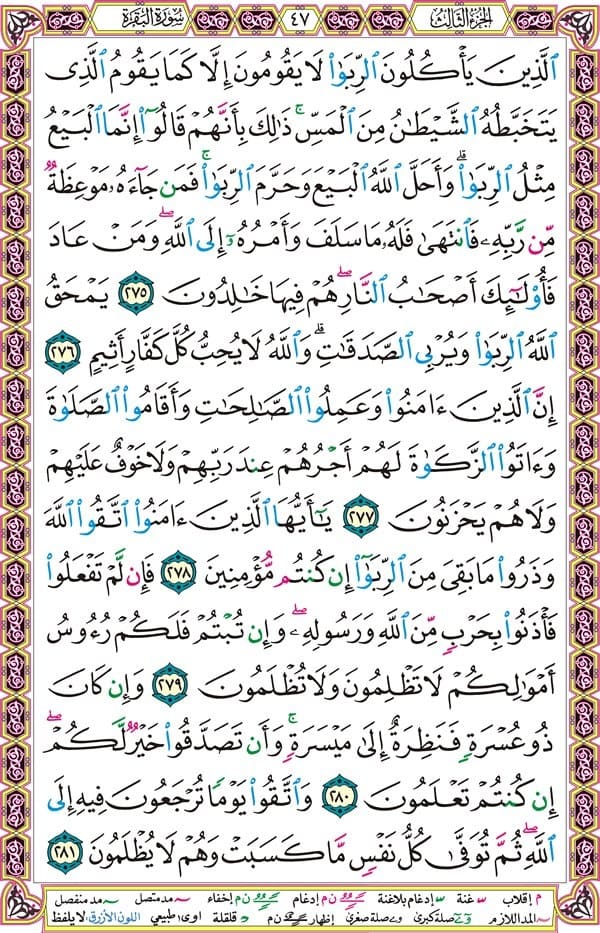 الجزء الثالث ٤٧ سورة البقرة
ٱلَّذِينَ يَأۡكُلُونَ ٱلرِّبَوٰاْ لَا يَقُومُونَ إِلَّا كَمَا يَقُومُ ٱلَّذِي
يَتَخَبَّطُهُ ٱلشَّيۡطَٰنُ مِنَ ٱلۡمَسِّۚ ذَٰلِكَ بِأَنَّهُمۡ قَالُوٓاْ إِنَّمَا ٱلۡبَيۡعُ
مِثۡلُ ٱلرِّبَوٰاْۗ وَأَحَلَّ ٱللَّهُ ٱلۡبَيۡعَ وَحَرَّمَ ٱلرِّبَوٰاْۚ فَمَن جَآءَهُۥ مَوۡعِظَةٞ
مِّن رَّبِّهِۦ فَٱنتَهَىٰ فَلَهُۥ مَا سَلَفَ وَأَمۡرُهُۥٓ إِلَى ٱللَّهِۖ وَمَنۡ عَادَ
فَأُوْلَٰٓئِكَ أَصۡحَٰبُ ٱلنَّارِۖ هُمۡ فِيهَا خَٰلِدُونَ ٢٧٥ يَمۡحَقُ
ٱللَّهُ ٱلرِّبَوٰاْ وَيُرۡبِي ٱلصَّدَقَٰتِۗ وَٱللَّهُ لَا يُحِبُّ كُلَّ كَفَّارٍ أَثِيمٍ ٢٧٦
إِنَّ ٱلَّذِينَ ءَامَنُواْ وَعَمِلُواْ ٱلصَّٰلِحَٰتِ وَأَقَامُواْ ٱلصَّلَوٰةَ
وَءَاتَوُاْ ٱلزَّكَوٰةَ لَهُمۡ أَجۡرُهُمۡ عِندَ رَبِّهِمۡ وَلَا خَوۡفٌ عَلَيۡهِمۡ
وَلَا هُمۡ يَحۡزَنُونَ ٢٧٧ يَٰٓأَيُّهَا ٱلَّذِينَ ءَامَنُواْ ٱتَّقُواْ ٱللَّهَ
وَذَرُواْ مَا بَقِيَ مِنَ ٱلرِّبَوٰٓاْ إِن كُنتُم مُّؤۡمِنِينَ ٢٧٨ فَإِن لَّمۡ تَفۡعَلُواْ
فَأۡذَنُواْ بِحَرۡبٖ مِّنَ ٱللَّهِ وَرَسُولِهِۦۖ وَإِن تُبۡتُمۡ فَلَكُمۡ رُءُوسُ
أَمۡوَٰلِكُمۡ لَا تَظۡلِمُونَ وَلَا تُظۡلَمُونَ ٢٧٩ وَإِن كَانَ
ذُو عُسۡرَةٖ فَنَظِرَةٌ إِلَىٰ مَيۡسَرَةٖۚ وَأَن تَصَدَّقُواْ خَيۡرٞ لَّكُمۡۖ
إِن كُنتُمۡ تَعۡلَمُونَ ٢٨٠ وَٱتَّقُواْ يَوۡمٗا تُرۡجَعُونَ فِيهِ إِلَى
ٱللَّهِۖ ثُمَّ تُوَفَّىٰ كُلُّ نَفۡسٖ مَّا كَسَبَتۡ وَهُمۡ لَا يُظۡلَمُونَ ٢٨١
م إقلاب غنة إدغام بلاغنة ن م إدغام ن م إخفاء مد متصل مد منفصل
المد اللازم صلة كبرى صلة صغرى إظهار ن م قلقلة اوى طبيعي اللون الأزرق: لا يلفظ